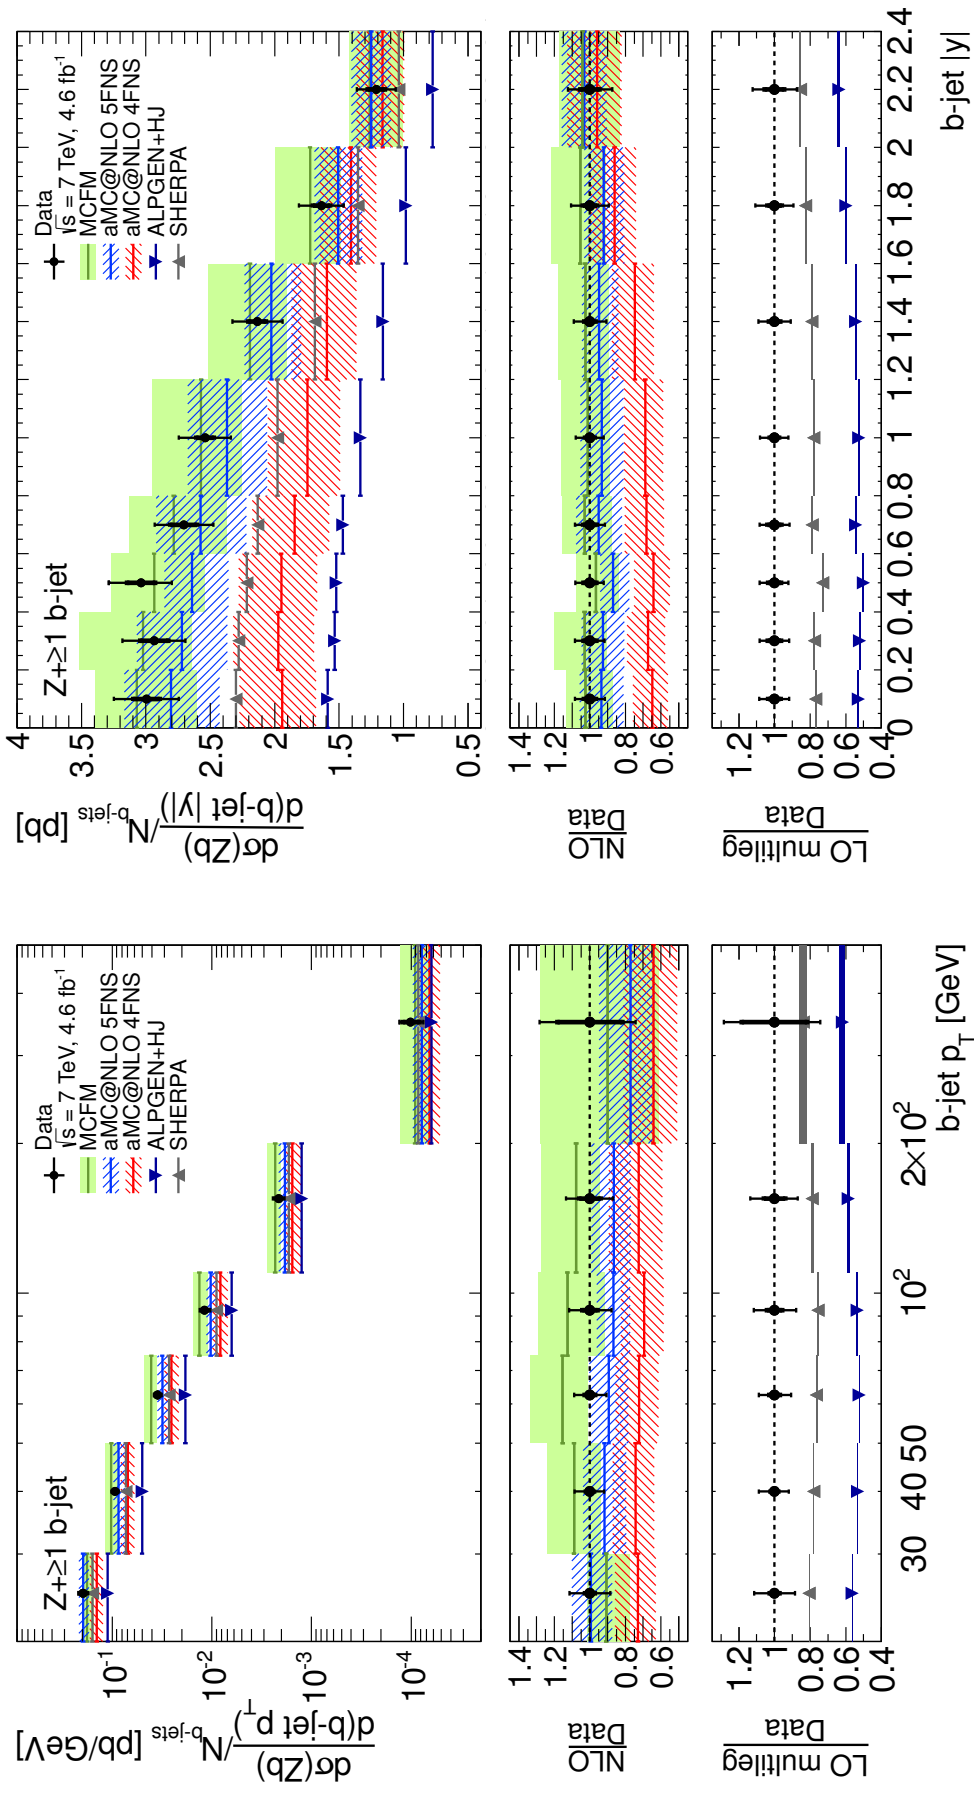 Z+≥1 b-jet
Data
√s = 7 TeV, 4.6 fb⁻¹
MCFM
aMC@NLO 5FNS
aMC@NLO 4FNS
ALPGEN+HJ
SHERPA
dσ(Zb)
d(b-jet p_T)
/N_b-jets [pb/GeV]
10⁻¹
10⁻²
10⁻³
10⁻⁴
NLO
Data
1.4
1.2
1
0.8
0.6
LO multileg
Data
1.2
1
0.8
0.6
0.4
30 40 50 10² 2×10²
b-jet p_T [GeV]
Z+≥1 b-jet
Data
√s = 7 TeV, 4.6 fb⁻¹
MCFM
aMC@NLO 5FNS
aMC@NLO 4FNS
ALPGEN+HJ
SHERPA
dσ(Zb)
d(b-jet |y|)
/N_b-jets [pb]
4
3.5
3
2.5
2
1.5
1
0.5
NLO
Data
1.4
1.2
1
0.8
0.6
LO multileg
Data
1.2
1
0.8
0.6
0.4
0 0.2 0.4 0.6 0.8 1 1.2 1.4 1.6 1.8 2 2.2 2.4
b-jet |y|